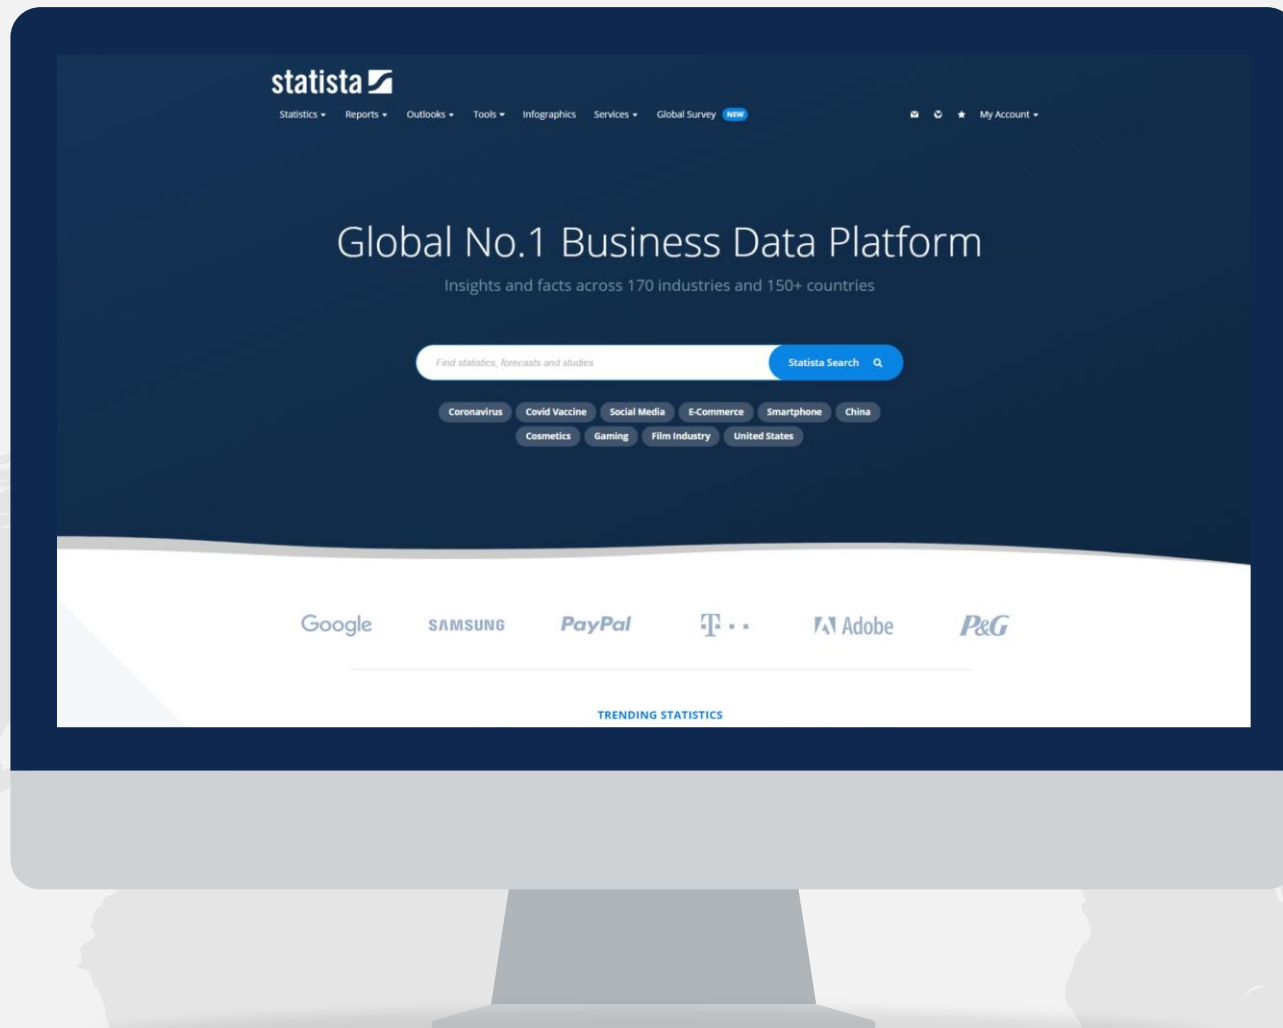 statista
Statistics Reports Outlooks Tools Infographics Services Global Survey NEW My Account
Global No.1 Business Data Platform
Insights and facts across 170 industries and 150+ countries
Find statistics, forecasts and studies Statista Search
Coronavirus Covid Vaccine Social Media E-Commerce Smartphone China
Cosmetics Gaming Film Industry United States
Google SAMSUNG PayPal T Adobe P&G
TRENDING STATISTICS